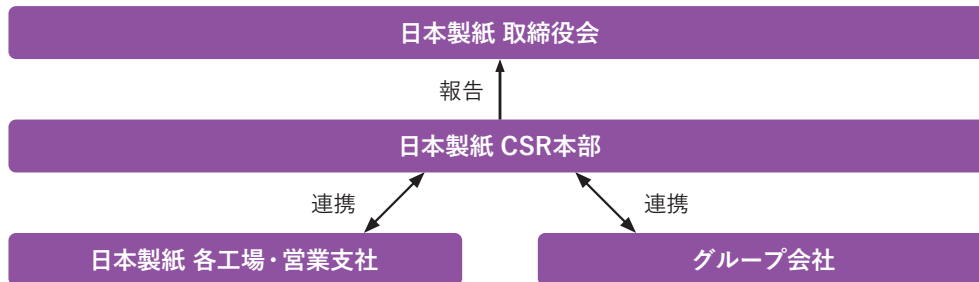 日本製紙 取締役会
報告
日本製紙 CSR本部
連携
連携
日本製紙 各工場・営業支社
グループ会社